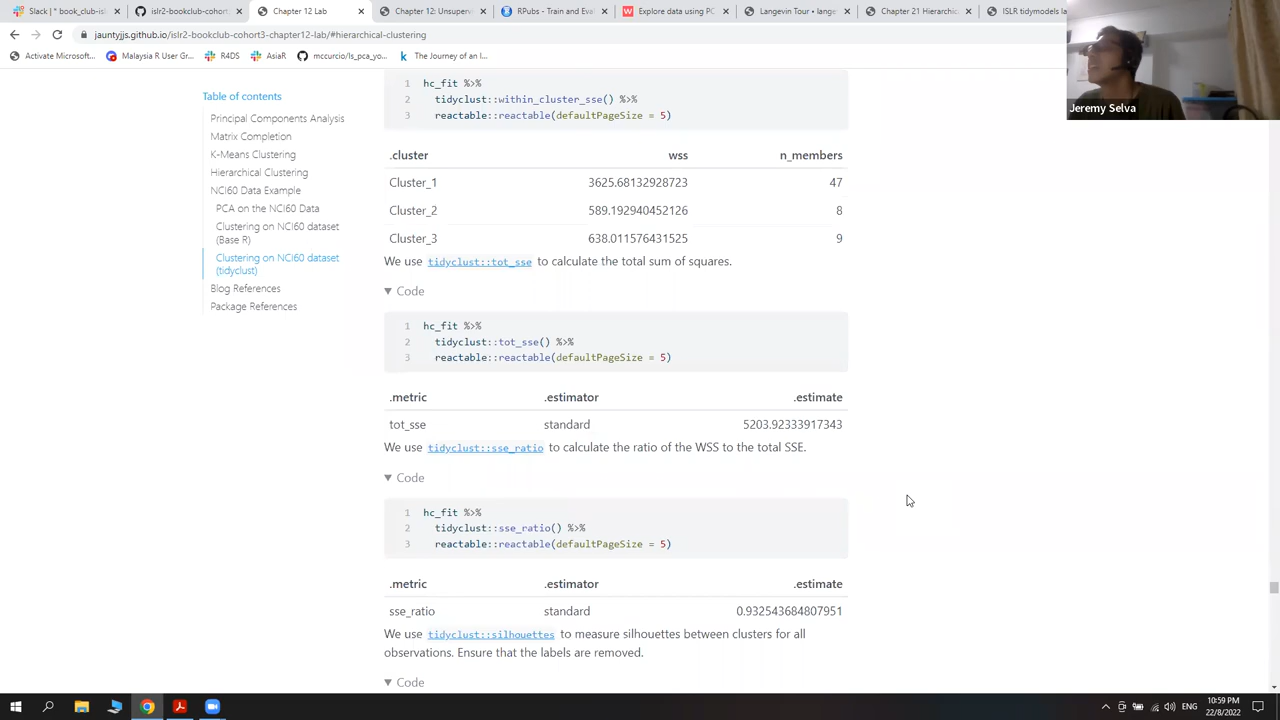 Slack | "book_club-isl
islr2-bookclub-cohort
Chapter 12 Lab
Chapter 12: Unsuper
RPubs - Train and Eval
Explore data using PC
Langevin Tour • lange
Chapter 21 Hierarchic
ISLR tidymodels la
jauntyjjs.github.io/islr2-bookclub-cohort3-chapter12-lab/#hierarchical-clustering
Activate Microsoft...
Malaysia R User Gr...
R4DS
AsiaR
mccurcio/Is_pca_yo...
The Journey of an I...
Jeremy Selva
Table of contents
Principal Components Analysis
Matrix Completion
K-Means Clustering
Hierarchical Clustering
NCI60 Data Example
PCA on the NCI60 Data
Clustering on NCI60 dataset
(Base R)
Clustering on NCI60 dataset
(tidyclust)
Blog References
Package References
1 hc_fit %>%
2 tidyclust::within_cluster_sse() %>%
3 reactable::reactable(defaultPageSize = 5)
.cluster wss n_members
Cluster_1 3625.68132928723 47
Cluster_2 589.192940452126 8
Cluster_3 638.011576431525 9
We use tidyclust::tot_sse to calculate the total sum of squares.
Code
1 hc_fit %>%
2 tidyclust::tot_sse() %>%
3 reactable::reactable(defaultPageSize = 5)
.metric .estimator .estimate
tot_sse standard 5203.92333917343
We use tidyclust::sse_ratio to calculate the ratio of the WSS to the total SSE.
Code
1 hc_fit %>%
2 tidyclust::sse_ratio() %>%
3 reactable::reactable(defaultPageSize = 5)
.metric .estimator .estimate
sse_ratio standard 0.932543684807951
We use tidyclust::silhouettes to measure silhouettes between clusters for all
observations. Ensure that the labels are removed.
Code
ENG
10:59 PM
22/8/2022